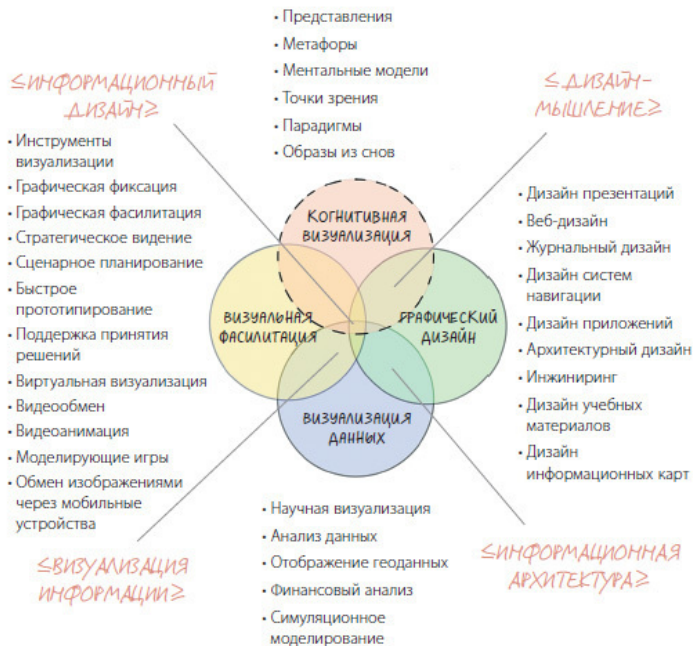 • Представления
• Метафоры
• Ментальные модели
• Точки зрения
• Парадигмы
• Образы из снов
≤ИНФОРМАЦИОННЫЙ
ДИЗАЙН≥
≤ДИЗАЙН-
МЫШЛЕНИЕ≥
• Инструменты
визуализации
• Графическая фиксация
• Графическая фасилитация
• Стратегическое видение
• Сценарное планирование
• Быстрое
прототипирование
• Поддержка принятия
решений
• Виртуальная визуализация
• Видеообмен
• Видеоанимация
• Моделирующие игры
• Обмен изображениями
через мобильные
устройства
КОГНИТИВНАЯ
ВИЗУАЛИЗАЦИЯ
ВИЗУАЛЬНАЯ
ФАСИЛИТАЦИЯ
ГРАФИЧЕСКИЙ
ДИЗАЙН
ВИЗУАЛИЗАЦИЯ
ДАННЫХ
• Дизайн презентаций
• Веб-дизайн
• Журнальный дизайн
• Дизайн систем
навигации
• Дизайн приложений
• Архитектурный дизайн
• Инжиниринг
• Дизайн учебных
материалов
• Дизайн
информационных карт
≤ВИЗУАЛИЗАЦИЯ
ИНФОРМАЦИИ≥
• Научная визуализация
• Анализ данных
• Отображение геоданных
• Финансовый анализ
• Симуляционное
моделирование
≤ИНФОРМАЦИОННАЯ
АРХИТЕКТУРА≥